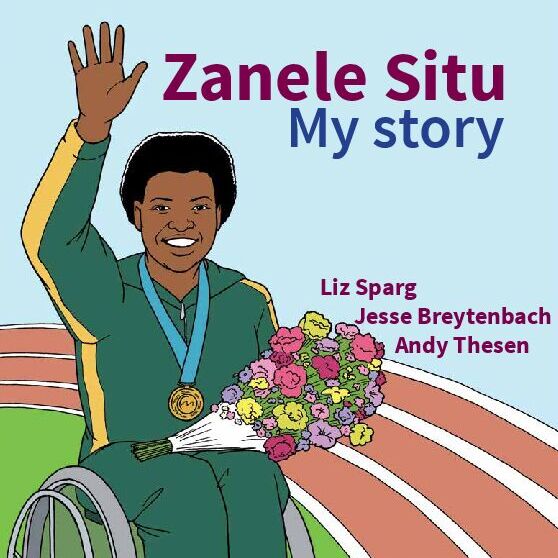 Zanele Situ
My story
Liz Sparg
Jesse Breytenbach
Andy Thesen